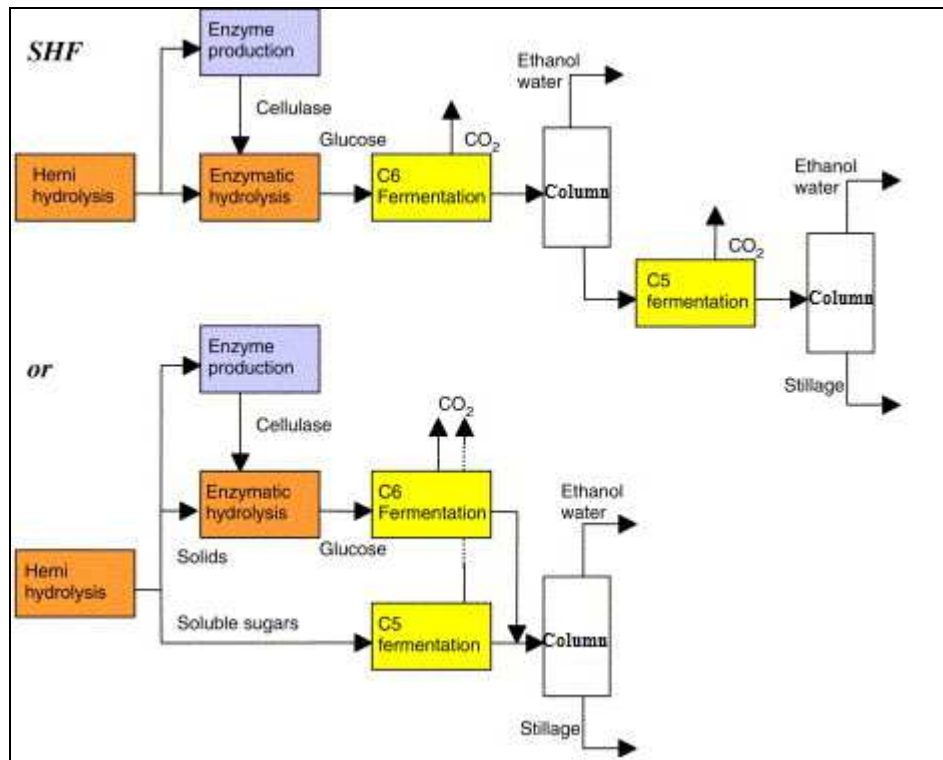 SHF
Enzyme
production
Cellulase
Hemi
hydrolysis
Enzymatic
hydrolysis
Glucose
C6
Fermentation
CO2
Ethanol
water
Column
C5
fermentation
CO2
Ethanol
water
Column
Stillage
or
Enzyme
production
Cellulase
Hemi
hydrolysis
Solids
Enzymatic
hydrolysis
Glucose
C6
Fermentation
CO2
Soluble sugars
C5
fermentation
Ethanol
water
Column
Stillage